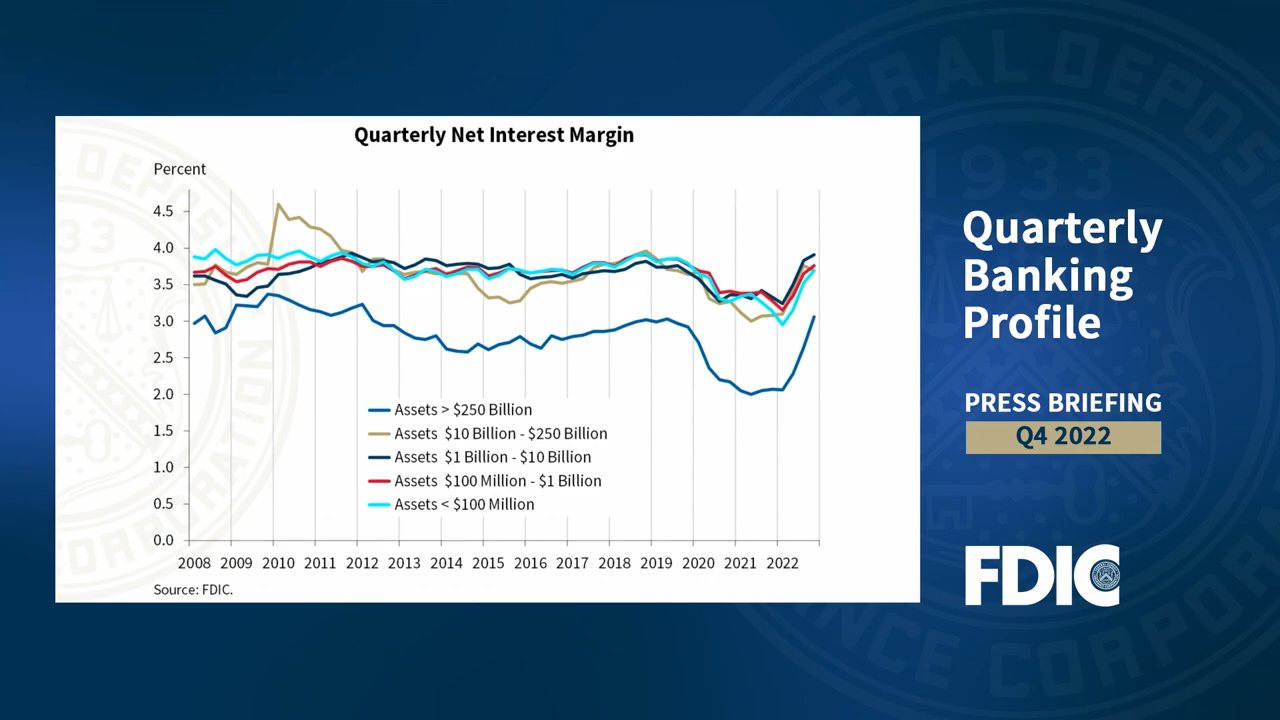 Quarterly Net Interest Margin
Percent
4.5
4.0
3.5
3.0
2.5
2.0
1.5
1.0
0.5
0.0
Assets > $250 Billion
Assets $10 Billion - $250 Billion
Assets $1 Billion - $10 Billion
Assets $100 Million - $1 Billion
Assets < $100 Million
2008 2009 2010 2011 2012 2013 2014 2015 2016 2017 2018 2019 2020 2021 2022
Source: FDIC.
Quarterly
Banking
Profile
PRESS BRIEFING
Q4 2022
FDIC